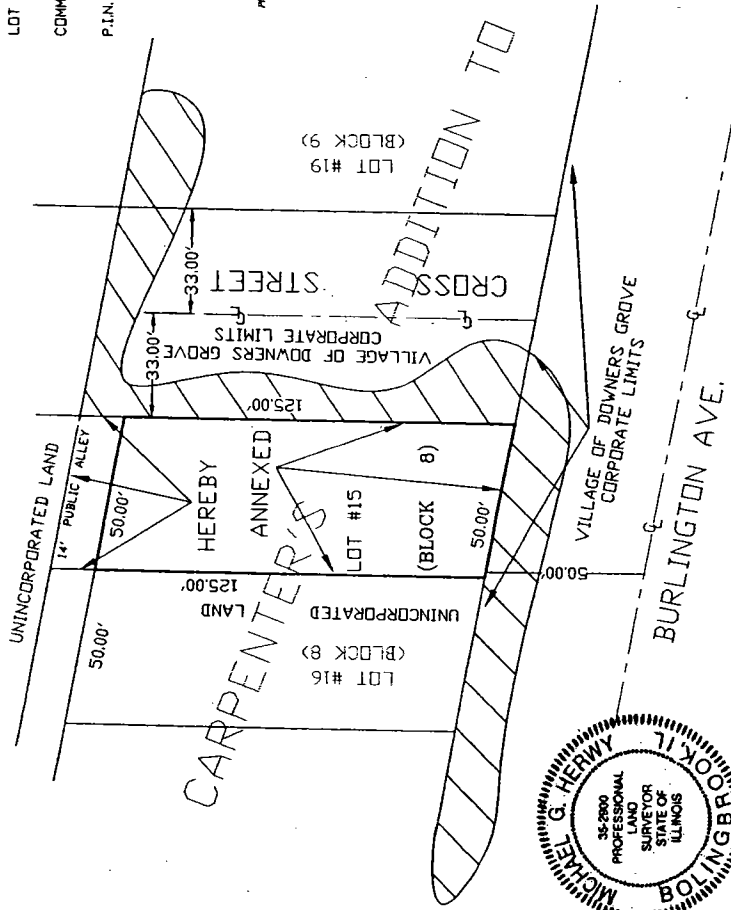 LOT
COMM
P.I.N.
UNINCORPORATED LAND
14' PUBLIC ALLEY
50.00'
50.00'
HEREBY
ANNEXED
LOT #15
(BLOCK 8)
50.00'
125.00'
125.00'
UNINCORPORATED
LAND
LOT #16
(BLOCK 8)
CARPENTER'S
ADDITION TO
33.00'
33.00'
CROSS STREET
VILLAGE OF DOWNERS GROVE
CORPORATE LIMITS
LOT #19
(BLOCK 9)
VILLAGE OF DOWNERS GROVE
CORPORATE LIMITS
50.00'
BURLINGTON AVE.
MICHAEL G. HERWY
35-2900
PROFESSIONAL
LAND
SURVEYOR
STATE OF
ILLINOIS
BOLINGBROOK, IL